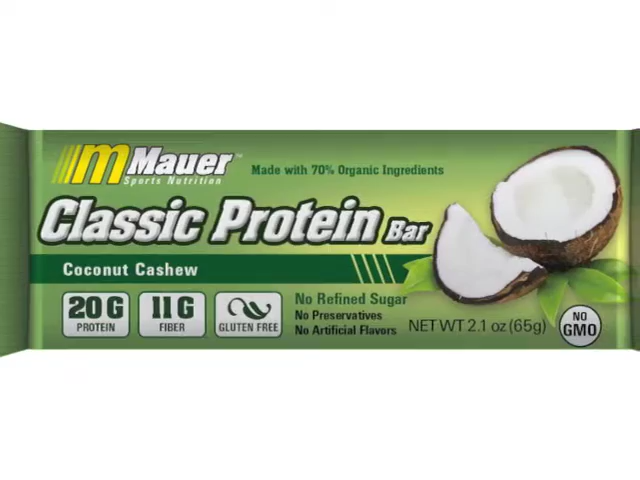 m Mauer™
Sports Nutrition
Made with 70% Organic Ingredients
Classic Protein Bar
Coconut Cashew
20G
PROTEIN
11G
FIBER
GLUTEN FREE
No Refined Sugar
No Preservatives
No Artificial Flavors
NET WT 2.1 oz (65g)
NO
GMO